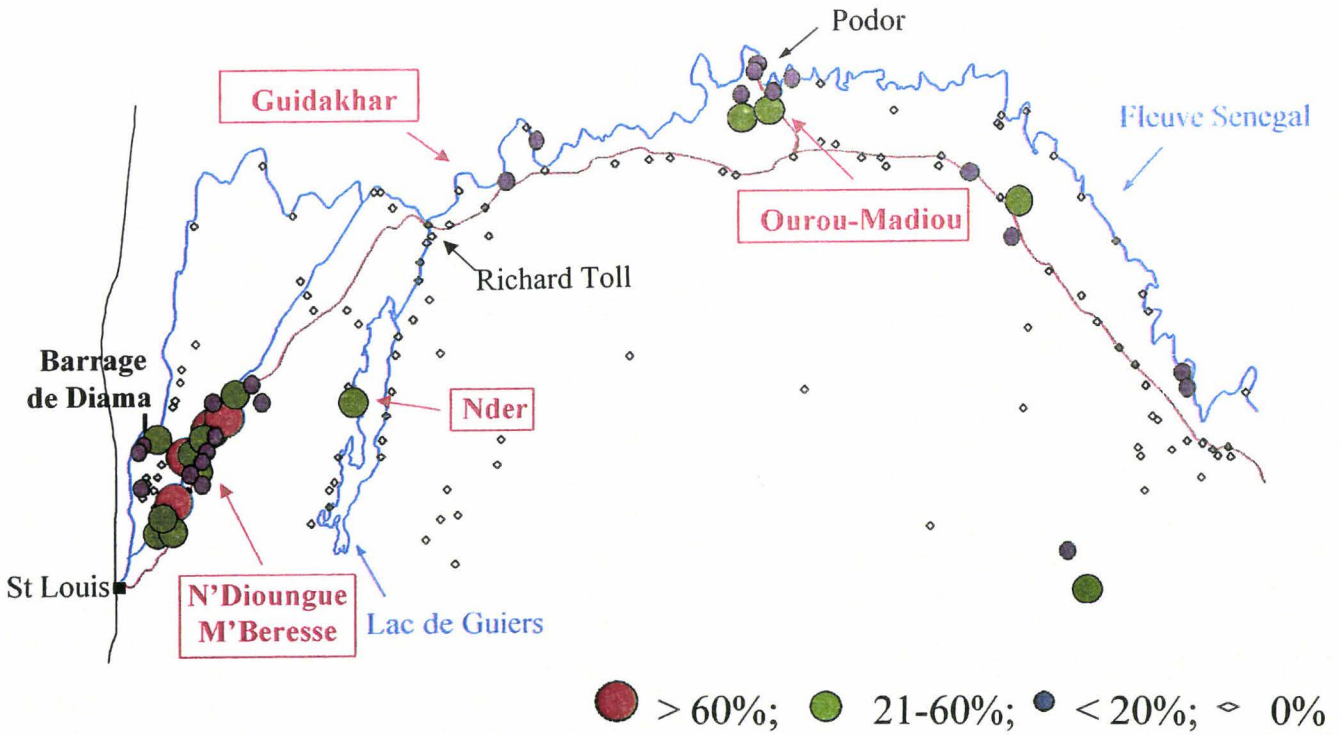 Podor
Guidakhar
Fleuve Senegal
Ourou-Madiou
Richard Toll
Barrage
de Diama
Nder
St Louis
N'Dioungue
M'Beresse
Lac de Guiers
> 60%; 21-60%; < 20%; 0%